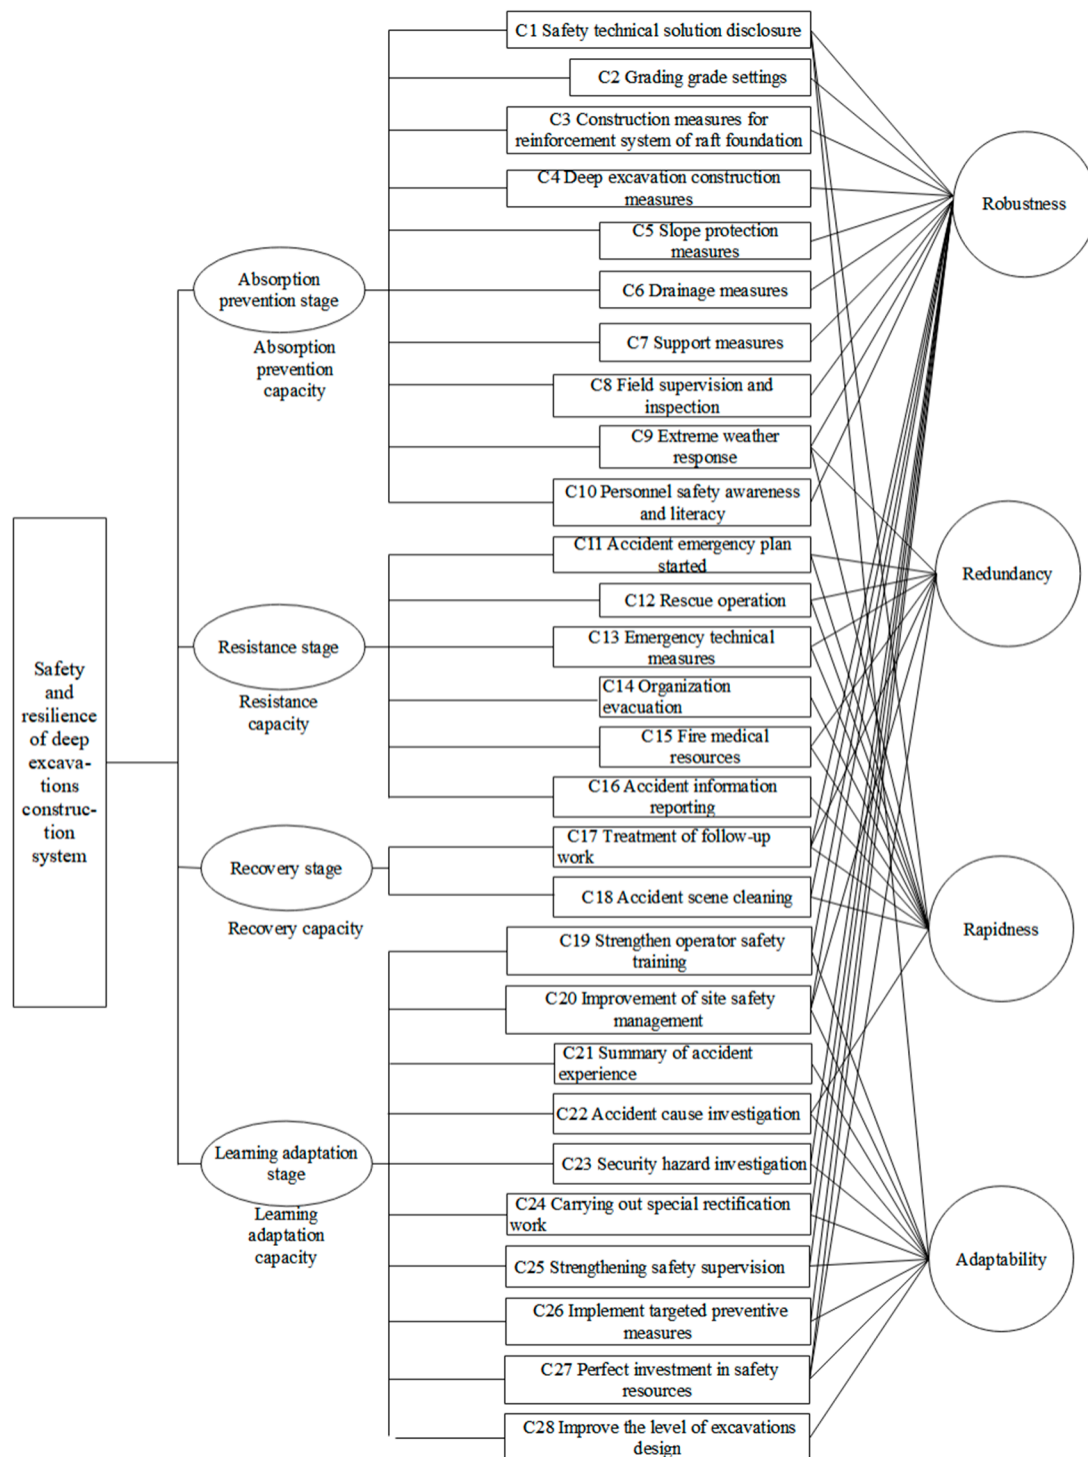 Safety
and
resilience
of deep
excava-
tions
construc-
tion
system
Absorption
prevention stage
Absorption
prevention
capacity
Resistance stage
Resistance
capacity
Recovery stage
Recovery capacity
Learning adaptation
stage
Learning
adaptation
capacity
C1 Safety technical solution disclosure
C2 Grading grade settings
C3 Construction measures for
reinforcement system of raft foundation
C4 Deep excavation construction
measures
C5 Slope protection
measures
C6 Drainage measures
C7 Support measures
C8 Field supervision and
inspection
C9 Extreme weather
response
C10 Personnel safety awareness
and literacy
C11 Accident emergency plan
started
C12 Rescue operation
C13 Emergency technical
measures
C14 Organization
evacuation
C15 Fire medical
resources
C16 Accident information
reporting
C17 Treatment of follow-up
work
C18 Accident scene cleaning
C19 Strengthen operator safety
training
C20 Improvement of site safety
management
C21 Summary of accident
experience
C22 Accident cause investigation
C23 Security hazard investigation
C24 Carrying out special rectification
work
C25 Strengthening safety supervision
C26 Implement targeted preventive
measures
C27 Perfect investment in safety
resources
C28 Improve the level of excavations
design
Robustness
Redundancy
Rapidness
Adaptability